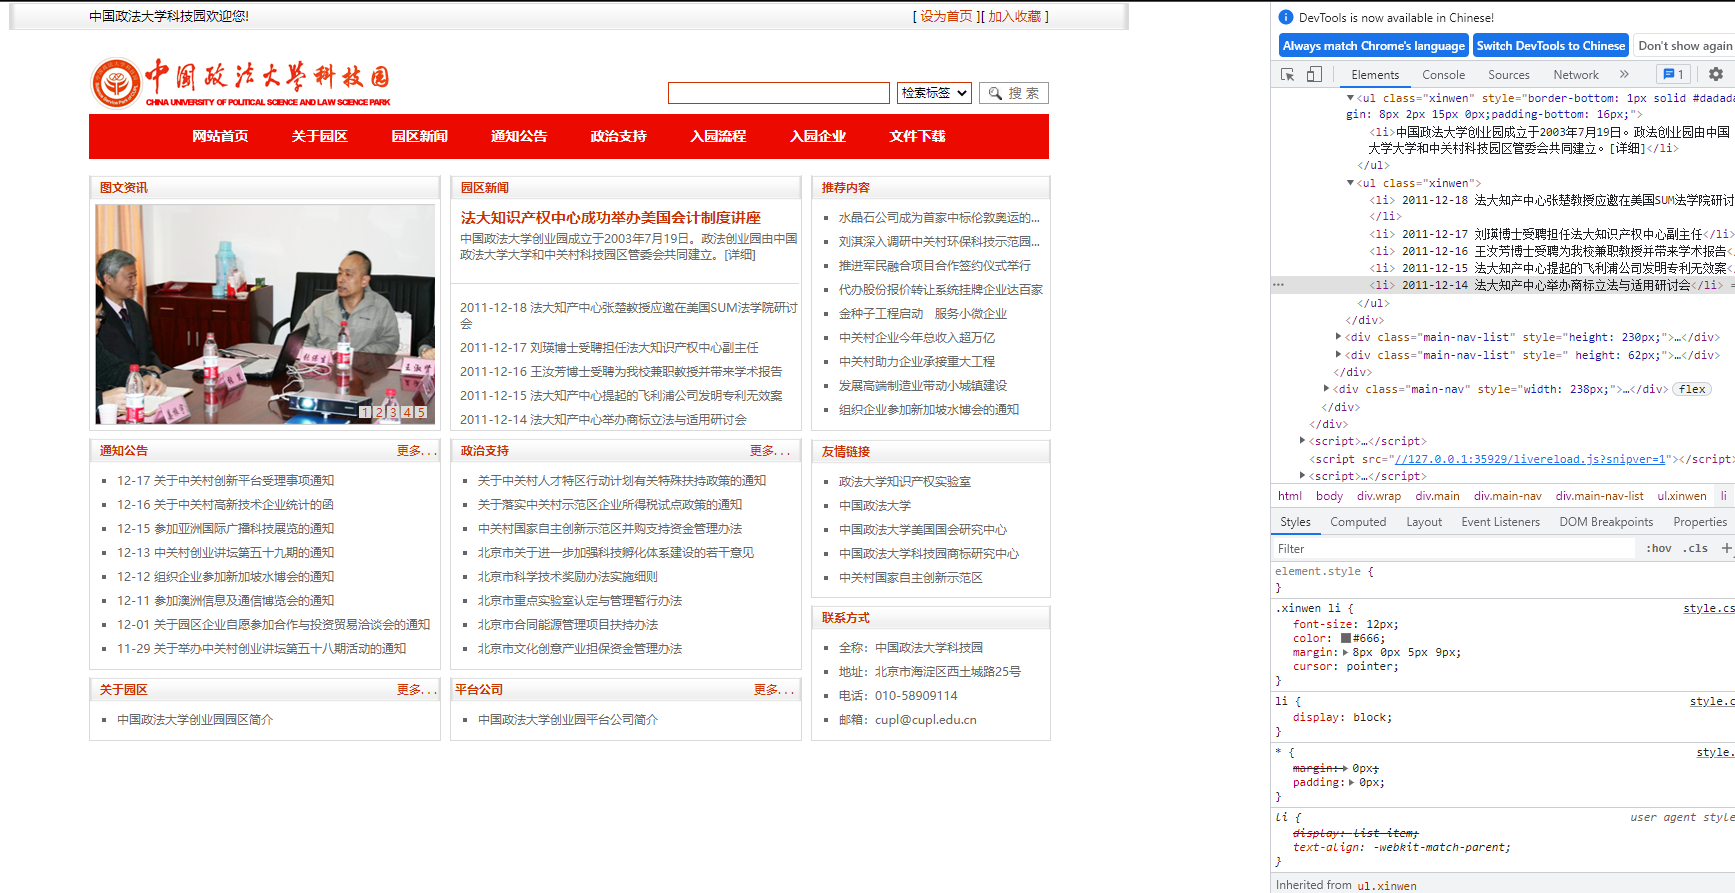 中国政法大学科技园欢迎您!
[ 设为首页 ][ 加入收藏 ]
中国政法大学科技园
CHINA UNIVERSITY OF POLITICAL SCIENCE AND LAW SCIENCE PARK
检索标签
搜 索
网站首页 关于园区 园区新闻 通知公告 政治支持 入园流程 入园企业 文件下载
图文资讯
1 2 3 4 5
园区新闻
法大知识产权中心成功举办美国会计制度讲座
中国政法大学创业园成立于2003年7月19日。政法创业园由中国
政法大学大学和中关村科技园区管委会共同建立。[详细]
2011-12-18 法大知产中心张楚教授应邀在美国SUM法学院研讨
会
2011-12-17 刘瑛博士受聘担任法大知识产权中心副主任
2011-12-16 王汝芳博士受聘为我校兼职教授并带来学术报告
2011-12-15 法大知产中心提起的飞利浦公司发明专利无效案
2011-12-14 法大知产中心举办商标立法与适用研讨会
推荐内容
水晶石公司成为首家中标伦敦奥运的...
刘淇深入调研中关村环保科技示范园...
推进军民融合项目合作签约仪式举行
代办股份报价转让系统挂牌企业达百家
金种子工程启动 服务小微企业
中关村企业今年总收入超万亿
中关村助力企业承接重大工程
发展高端制造业带动小城镇建设
组织企业参加新加坡水博会的通知
通知公告 更多...
12-17 关于中关村创新平台受理事项通知
12-16 关于中关村高新技术企业统计的函
12-15 参加亚洲国际广播科技展览的通知
12-13 中关村创业讲坛第五十九期的通知
12-12 组织企业参加新加坡水博会的通知
12-11 参加澳洲信息及通信博览会的通知
12-01 关于园区企业自愿参加合作与投资贸易洽谈会的通知
11-29 关于举办中关村创业讲坛第五十八期活动的通知
政治支持 更多...
关于中关村人才特区行动计划有关特殊扶持政策的通知
关于落实中关村示范区企业所得税试点政策的通知
中关村国家自主创新示范区并购支持资金管理办法
北京市关于进一步加强科技孵化体系建设的若干意见
北京市科学技术奖励办法实施细则
北京市重点实验室认定与管理暂行办法
北京市合同能源管理项目扶持办法
北京市文化创意产业担保资金管理办法
友情链接
政法大学知识产权实验室
中国政法大学
中国政法大学美国国会研究中心
中国政法大学科技园商标研究中心
中关村国家自主创新示范区
联系方式
全称：中国政法大学科技园
地址：北京市海淀区西土城路25号
电话：010-58909114
邮箱：cupl@cupl.edu.cn
关于园区 更多...
中国政法大学创业园园区简介
平台公司 更多...
中国政法大学创业园平台公司简介
DevTools is now available in Chinese!
Always match Chrome's language Switch DevTools to Chinese Don't show again
Elements Console Sources Network » 1
<ul class="xinwen" style="border-bottom: 1px solid #dadada
gin: 8px 2px 15px 0px;padding-bottom: 16px;">
<li>中国政法大学创业园成立于2003年7月19日。政法创业园由中国
大学大学和中关村科技园区管委会共同建立。[详细]</li>
</ul>
<ul class="xinwen">
<li> 2011-12-18 法大知产中心张楚教授应邀在美国SUM法学院研讨
</li>
<li> 2011-12-17 刘瑛博士受聘担任法大知识产权中心副主任</li>
<li> 2011-12-16 王汝芳博士受聘为我校兼职教授并带来学术报告<
<li> 2011-12-15 法大知产中心提起的飞利浦公司发明专利无效案<
<li> 2011-12-14 法大知产中心举办商标立法与适用研讨会</li> =
</ul>
</div>
<div class="main-nav-list" style="height: 230px;">…</div>
<div class="main-nav-list" style=" height: 62px;">…</div>
</div>
<div class="main-nav" style="width: 238px;">…</div> flex
</div>
</div>
<script>…</script>
<script src="//127.0.0.1:35929/livereload.js?snipver=1"></script>
<script>…</script>
html body div.wrap div.main div.main-nav div.main-nav-list ul.xinwen li
Styles Computed Layout Event Listeners DOM Breakpoints Properties
Filter :hov .cls +
element.style {
}
.xinwen li { style.cs
font-size: 12px;
color: #666;
margin: 8px 0px 5px 9px;
cursor: pointer;
}
li { style.c
display: block;
}
* { style.
margin: 0px;
padding: 0px;
}
li { user agent style
display: list-item;
text-align: -webkit-match-parent;
}
Inherited from ul.xinwen